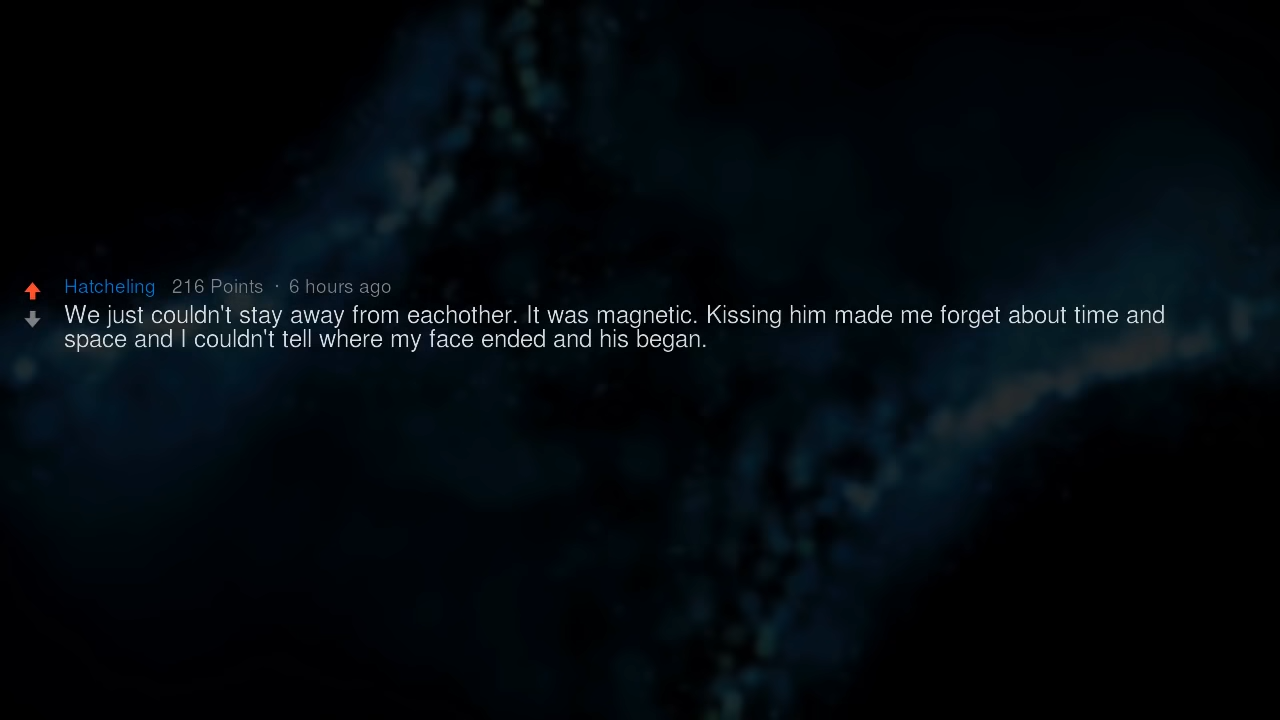 Hatcheling 216 Points · 6 hours ago
We just couldn't stay away from eachother. It was magnetic. Kissing him made me forget about time and
space and I couldn't tell where my face ended and his began.